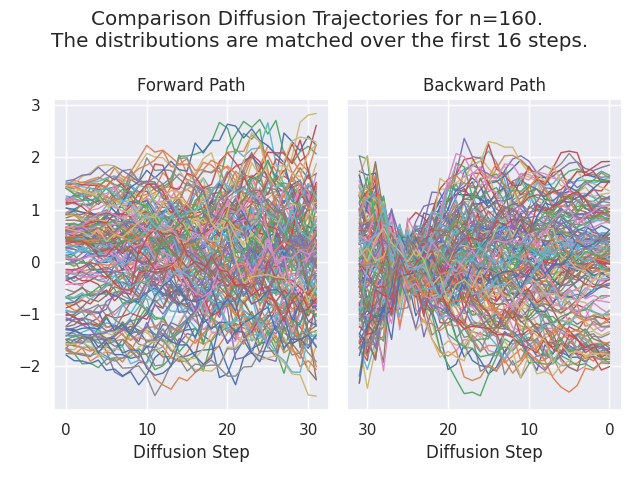 Comparison Diffusion Trajectories for n=160.
The distributions are matched over the first 16 steps.
Forward Path
Backward Path
3
2
1
0
−1
−2
0 10 20 30
30 20 10 0
Diffusion Step
Diffusion Step